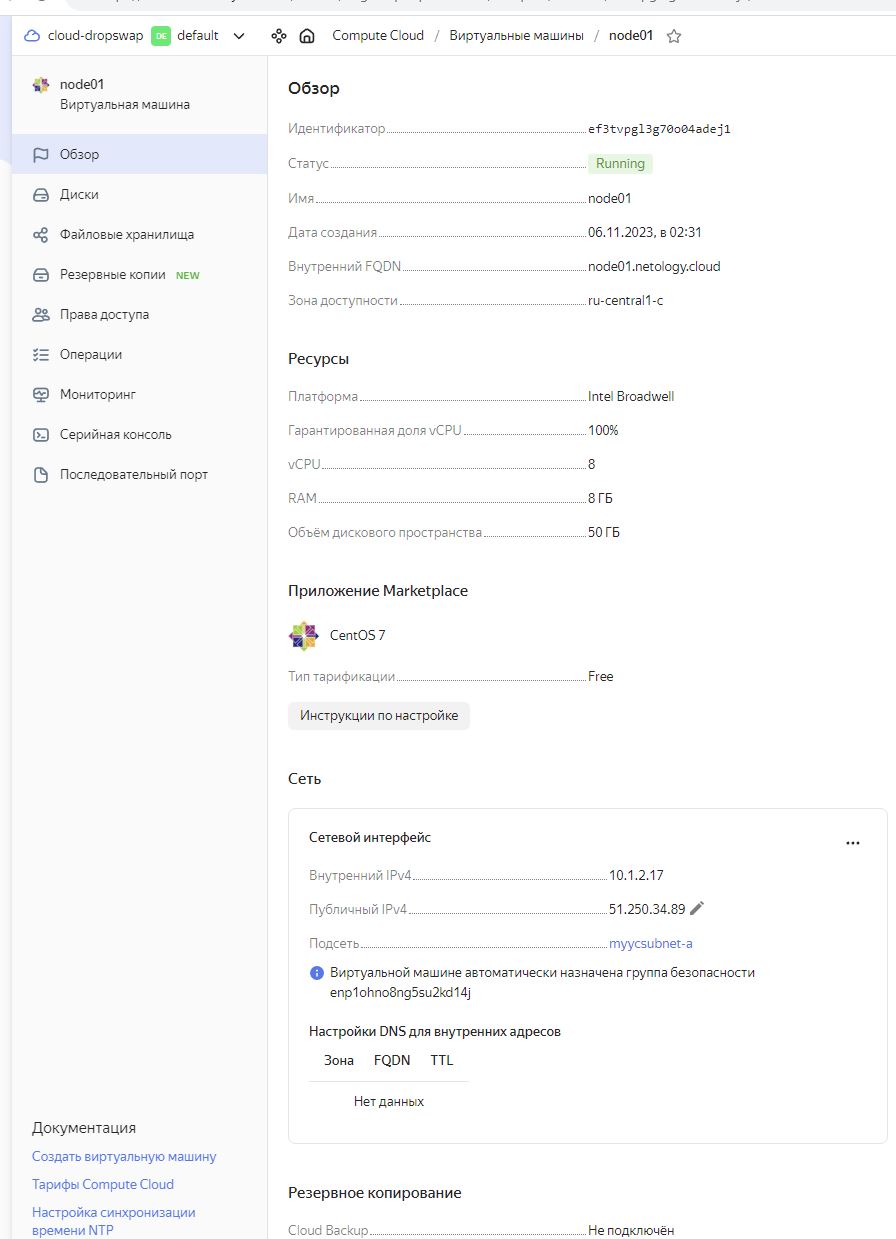 cloud-dropswap DE default Compute Cloud / Виртуальные машины / node01
node01
Виртуальная машина
Обзор
Диски
Файловые хранилища
Резервные копии NEW
Права доступа
Операции
Мониторинг
Серийная консоль
Последовательный порт
Документация
Создать виртуальную машину
Тарифы Compute Cloud
Настройка синхронизации
времени NTP
Обзор
Идентификатор ef3tvpgl3g70o04adej1
Статус Running
Имя node01
Дата создания 06.11.2023, в 02:31
Внутренний FQDN node01.netology.cloud
Зона доступности ru-central1-c
Ресурсы
Платформа Intel Broadwell
Гарантированная доля vCPU 100%
vCPU 8
RAM 8 ГБ
Объём дискового пространства 50 ГБ
Приложение Marketplace
CentOS 7
Тип тарификации Free
Инструкции по настройке
Сеть
Сетевой интерфейс
Внутренний IPv4 10.1.2.17
Публичный IPv4 51.250.34.89
Подсеть myycsubnet-a
Виртуальной машине автоматически назначена группа безопасности
enp1ohno8ng5su2kd14j
Настройки DNS для внутренних адресов
Зона FQDN TTL
Нет данных
Резервное копирование
Cloud Backup Не подключён